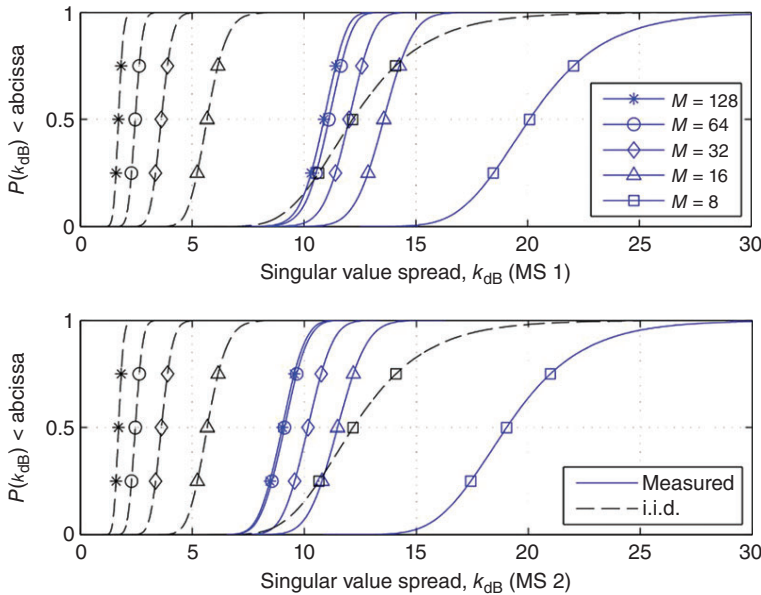 1
0.5
0
P(kdB) < abcissa
M = 128
M = 64
M = 32
M = 16
M = 8
0 5 10 15 20 25 30
Singular value spread, kdB (MS 1)
1
0.5
0
P(kdB) < abcissa
Measured
i.i.d.
0 5 10 15 20 25 30
Singular value spread, kdB (MS 2)